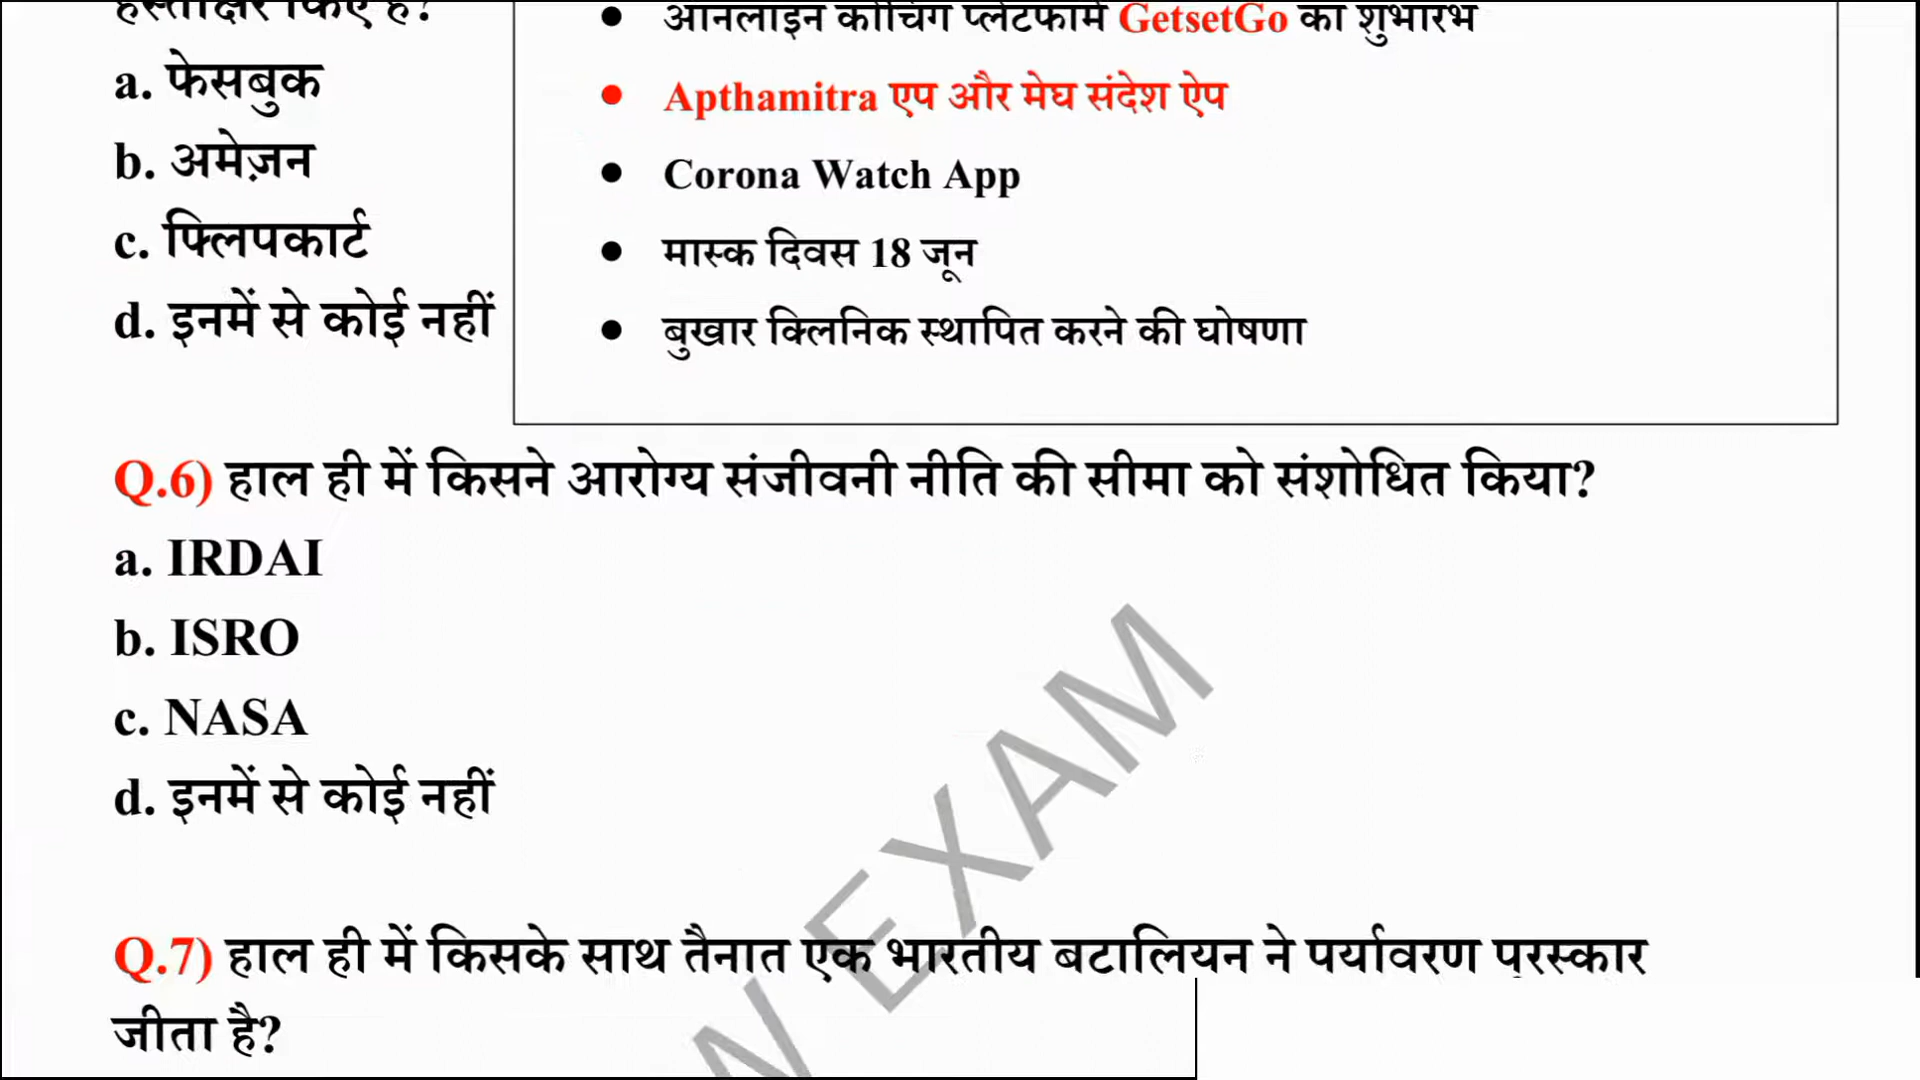 हस्ताक्षर किए हैं?
a. फेसबुक
b. अमेज़न
c. फ्लिपकार्ट
d. इनमें से कोई नहीं
● ऑनलाइन कोचिंग प्लेटफार्म GetsetGo का शुभारंभ
● Apthamitra एप और मेघ संदेश ऐप
● Corona Watch App
● मास्क दिवस 18 जून
● बुखार क्लिनिक स्थापित करने की घोषणा
Q.6) हाल ही में किसने आरोग्य संजीवनी नीति की सीमा को संशोधित किया?
a. IRDAI
b. ISRO
c. NASA
d. इनमें से कोई नहीं
Q.7) हाल ही में किसके साथ तैनात एक भारतीय बटालियन ने पर्यावरण पुरस्कार
जीता है?
W EXAM